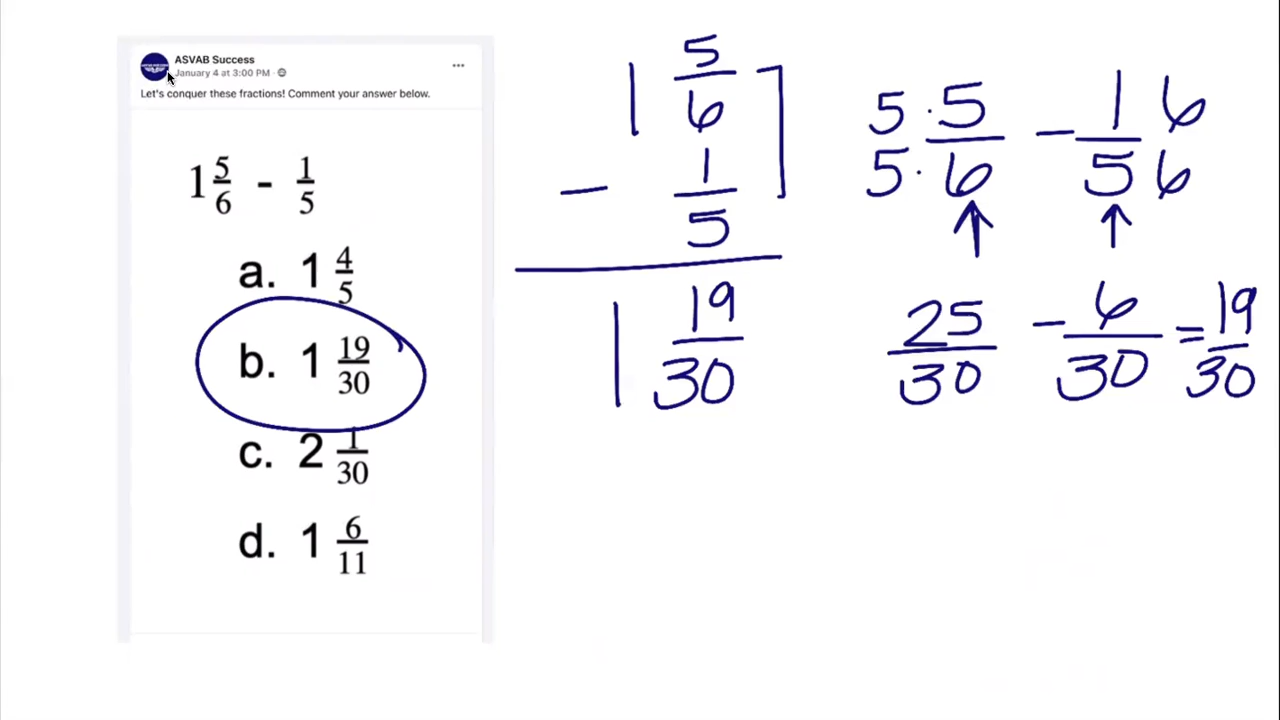 ASVAB Success
January 4 at 3:00 PM ·
Let's conquer these fractions! Comment your answer below.
1 5/6 - 1/5
a. 1 4/5
b. 1 19/30
c. 2 1/30
d. 1 6/11
1 5/6
- 1/5
1 19/30
5 · 5 - 1 6
5 · 6 5 6
25/30 - 6/30 = 19/30